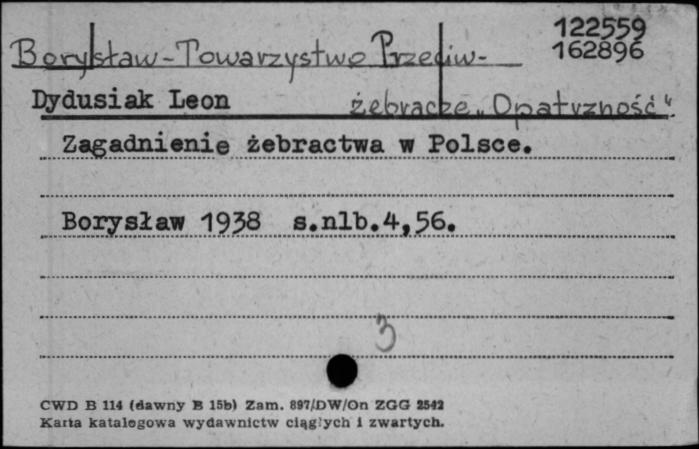 122559
Borysław-Towarzystwo Przeciw-
162896
Dydusiak Leon
żebracze „Opatrzność“
Zagadnienie żebractwa w Polsce.
Borysław 1938 s.nlb.4,56.
3
CWD B 114 (dawny B 15b) Zam. 897/DW/On ZGG 2542
Karta katalogowa wydawnictw ciągłych i zwartych.